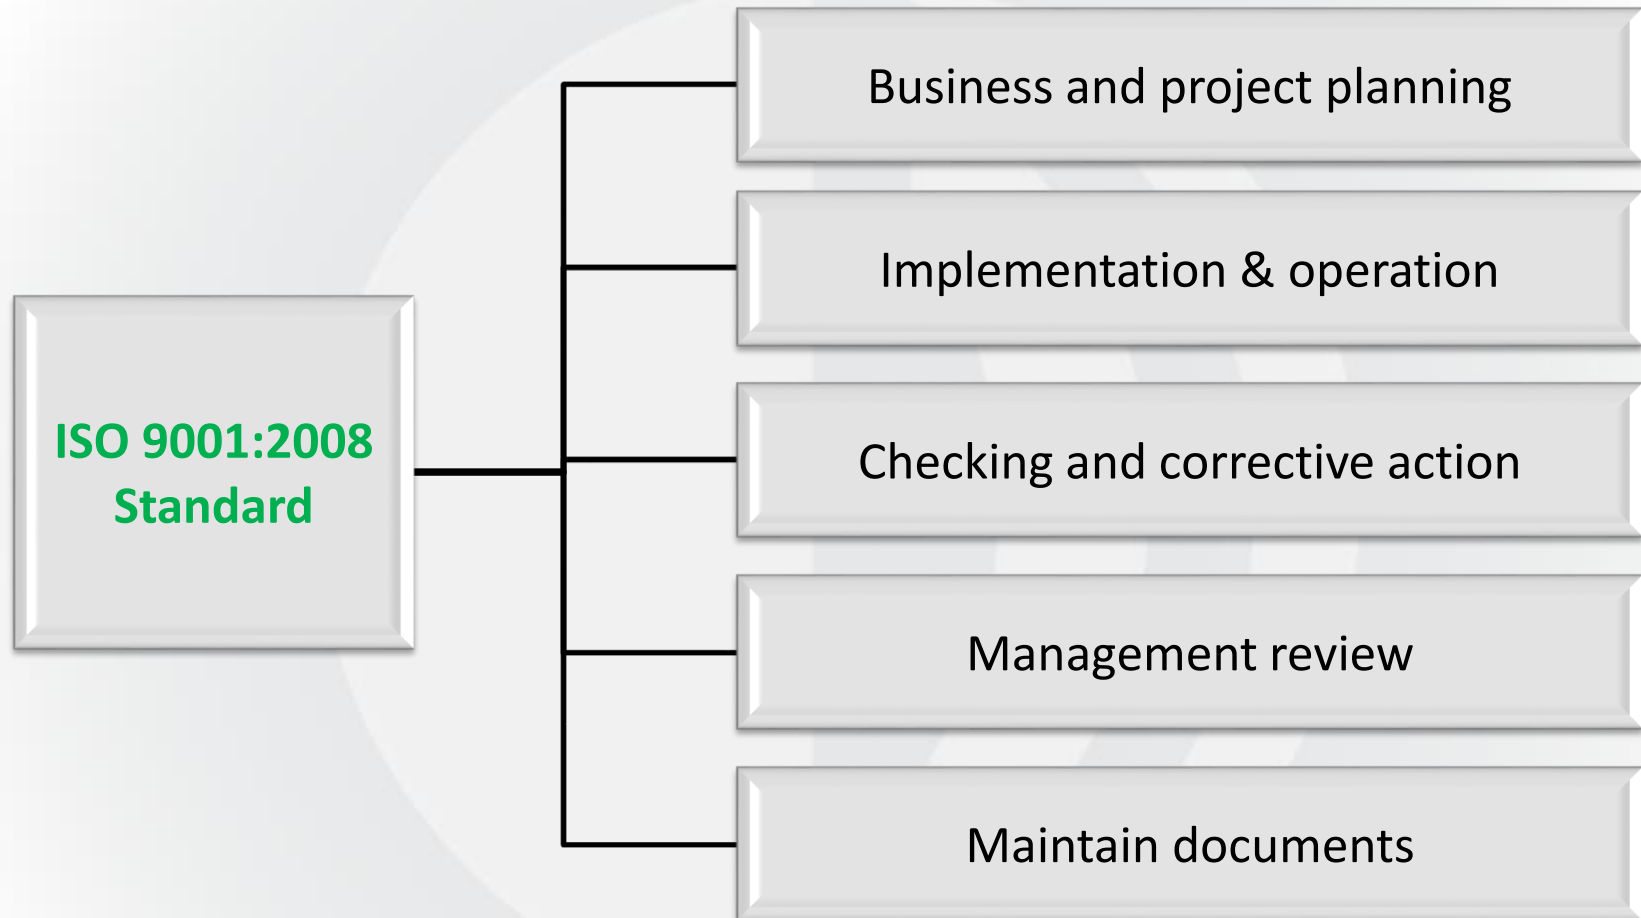 Business and project planning
Implementation & operation
ISO 9001:2008
Standard
Checking and corrective action
Management review
Maintain documents